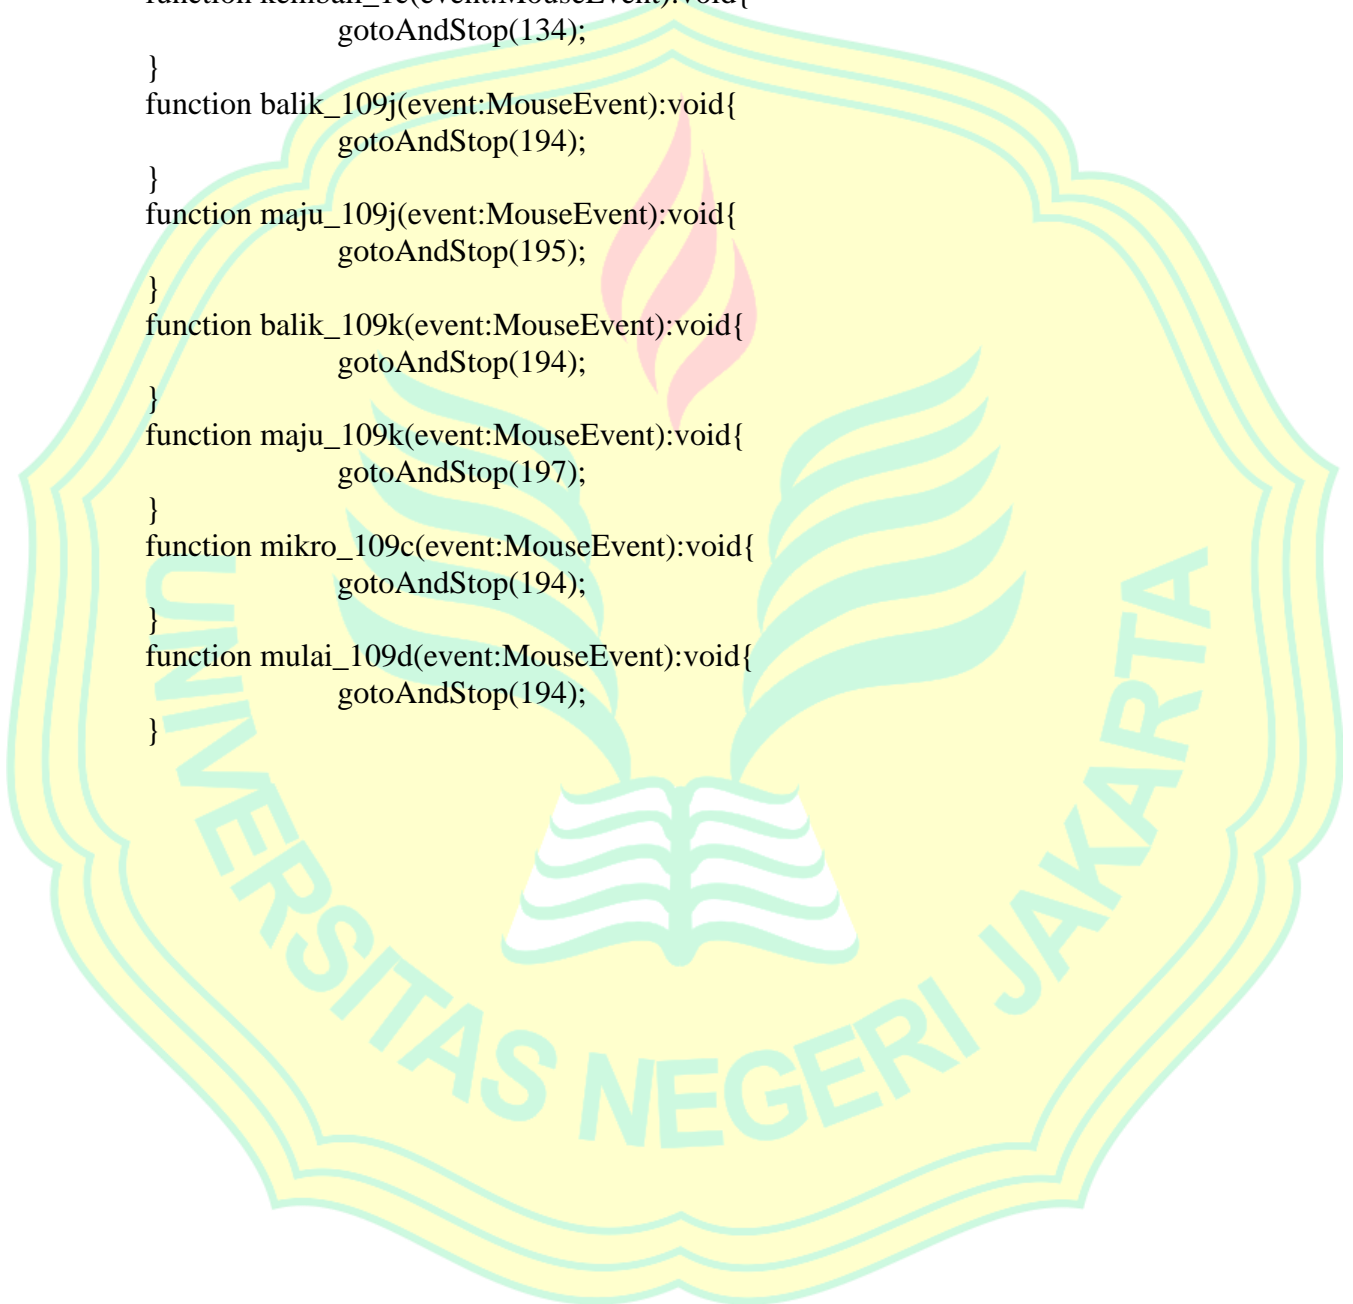 gotoAndStop(134);
}
function balik_109j(event:MouseEvent):void{
gotoAndStop(194);
}
function maju_109j(event:MouseEvent):void{
gotoAndStop(195);
}
function balik_109k(event:MouseEvent):void{
gotoAndStop(194);
}
function maju_109k(event:MouseEvent):void{
gotoAndStop(197);
}
function mikro_109c(event:MouseEvent):void{
gotoAndStop(194);
}
function mulai_109d(event:MouseEvent):void{
gotoAndStop(194);
}
UNIVERSITAS NEGERI JAKARTA